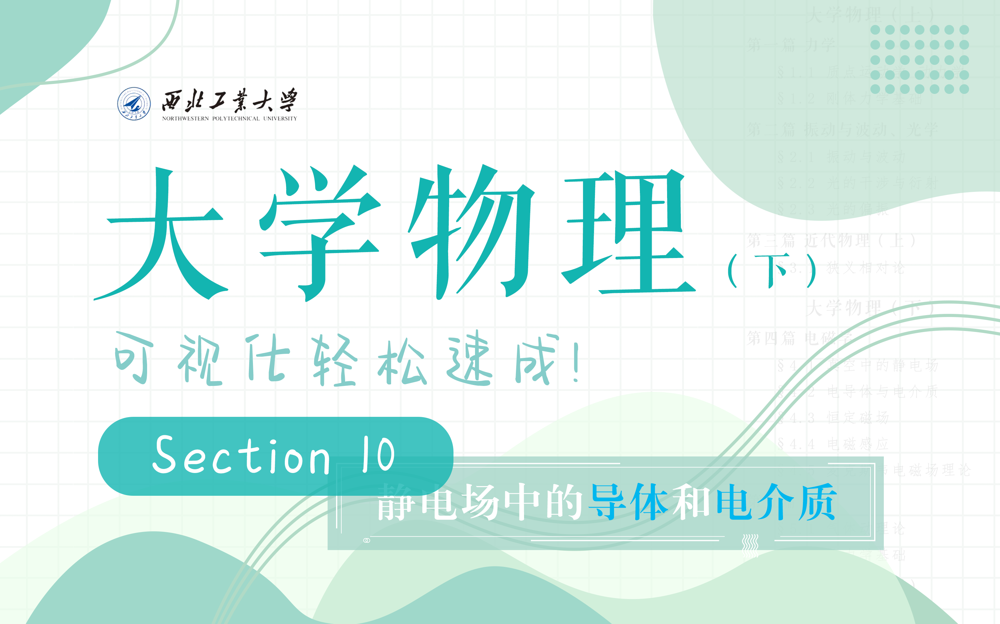 西北工业大学
NORTHWESTERN POLYTECHNICAL UNIVERSITY
大学物理（下）
可视化轻松速成!
Section 10
静电场中的导体和电介质
大学物理（上）
第一篇 力学
§1.1 质点运动学 动力学
§1.2 刚体力学基础
第二篇 振动与波动、光学
§2.1 振动与波动
§2.2 光的干涉与衍射
§2.3 光的偏振
第三篇 近代物理（上）
§3.1 狭义相对论
大学物理（下）
第四篇 电磁学
§4.1 真空中的静电场
§4.2 电导体与电介质
§4.3 恒定磁场
§4.4 电磁感应
电磁场理论
理论
基础